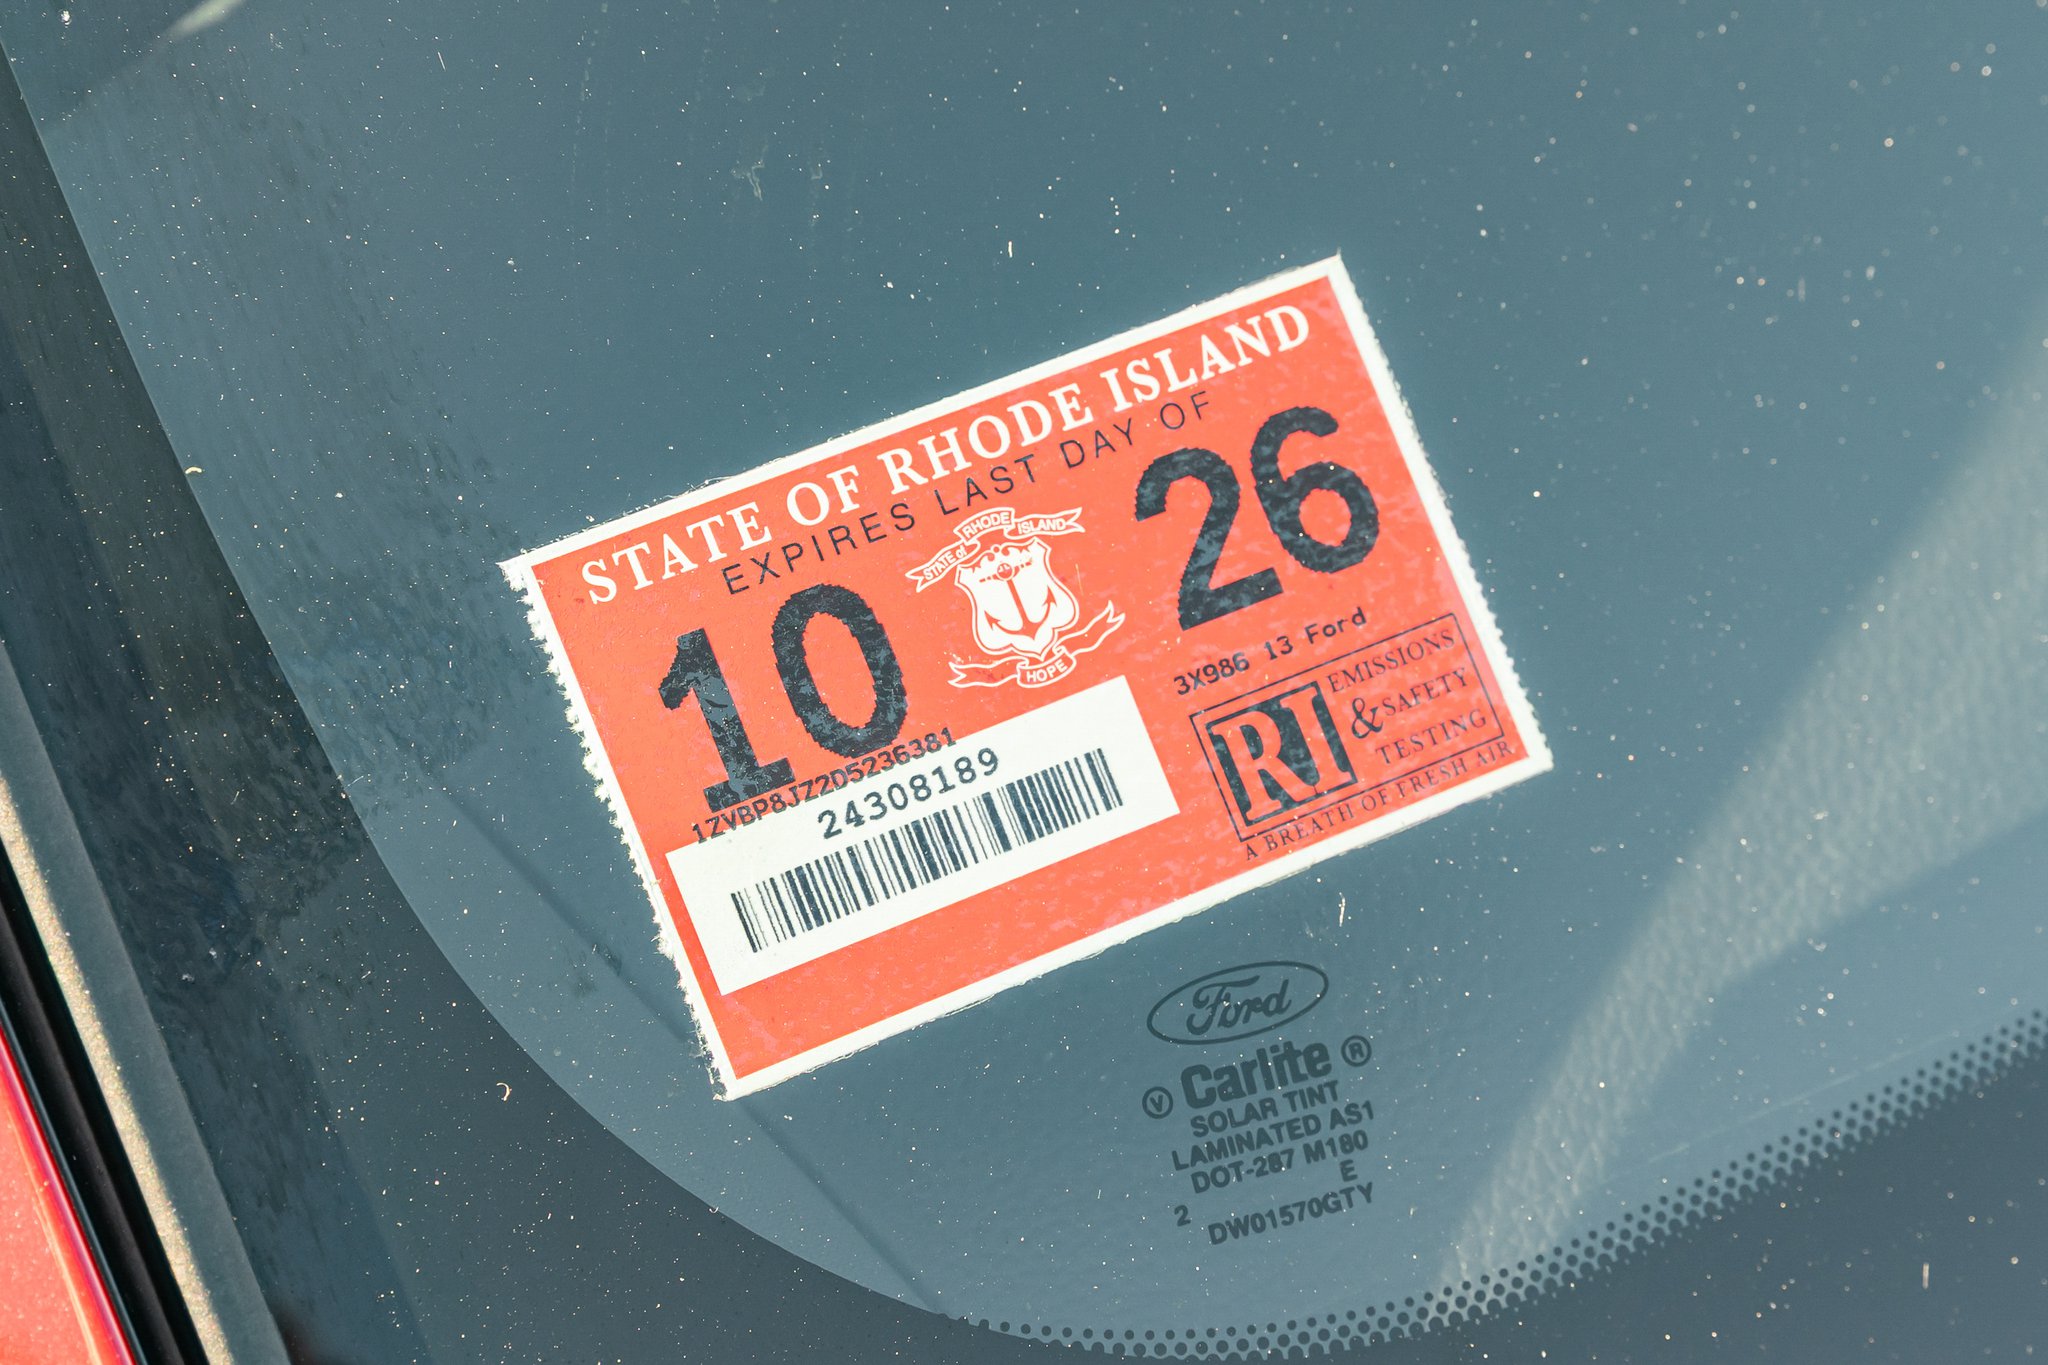 STATE OF RHODE ISLAND
EXPIRES LAST DAY OF
10
26
STATE of RHODE ISLAND
HOPE
3X986 13 Ford
1ZVBP8JZ2D5236381
24308189
RI
EMISSIONS
& SAFETY
TESTING
A BREATH OF FRESH AIR
Ford
V Carlite ®
SOLAR TINT
LAMINATED AS1
DOT-287 M180
E
2 DW01570GTY